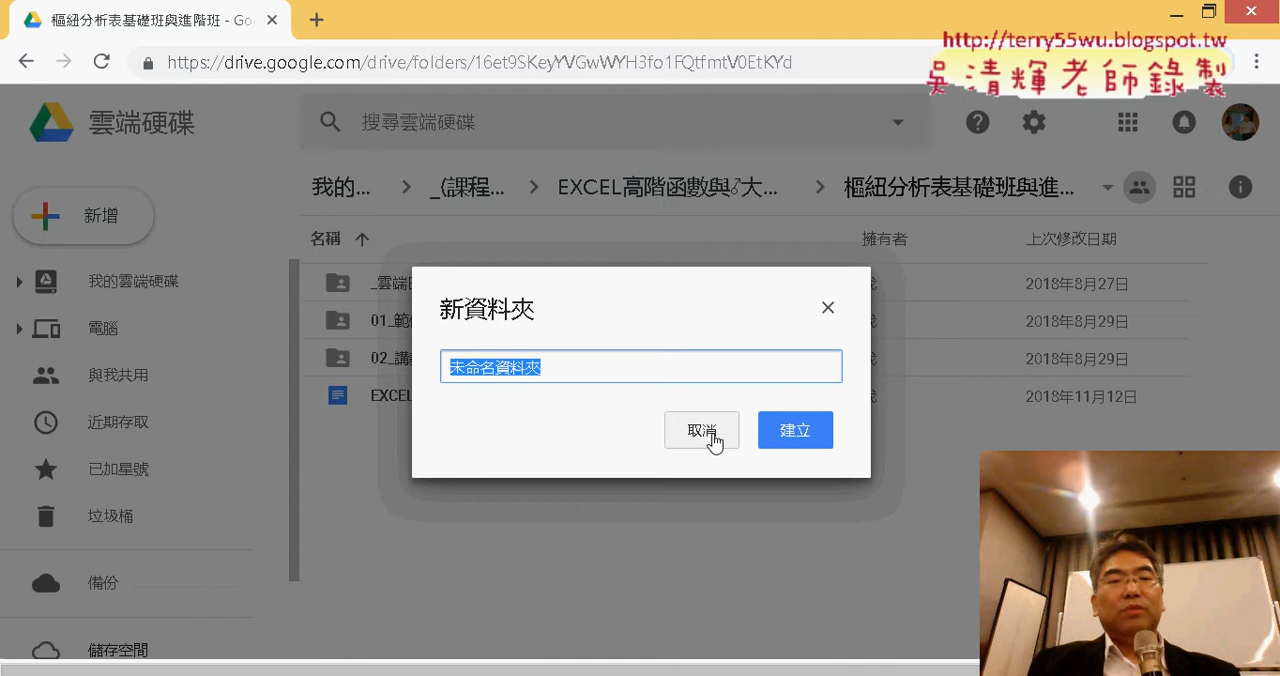 樞紐分析表基礎班與進階班 - Go
http://terry55wu.blogspot.tw
吳清輝老師錄製
https://drive.google.com/drive/folders/16et9SKeyYVGwWYH3fo1FQtfmtV0EtKYd
雲端硬碟
搜尋雲端硬碟
新增
我的... > _(課程... > EXCEL高階函數與♂大... > 樞紐分析表基礎班與進...
名稱
擁有者
上次修改日期
我的雲端硬碟
電腦
與我共用
近期存取
已加星號
垃圾桶
備份
儲存空間
_雲端
2018年8月27日
01_範
2018年8月29日
02_講
2018年8月29日
EXCEL
2018年11月12日
新資料夾
未命名資料夾
取消
建立